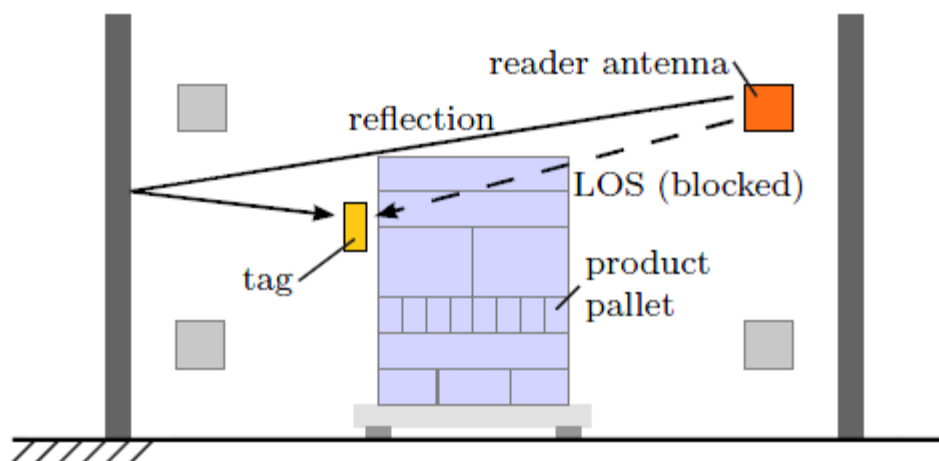 reader antenna
reflection
LOS (blocked)
tag
product
pallet